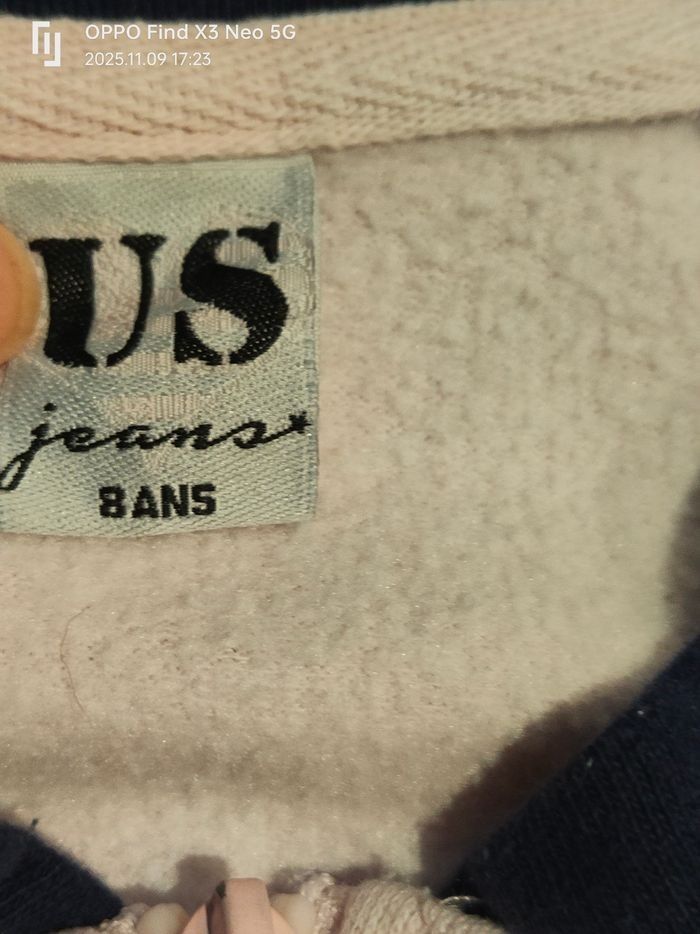 OPPO Find X3 Neo 5G
2025.11.09 17:23
US
jeans
8ANS